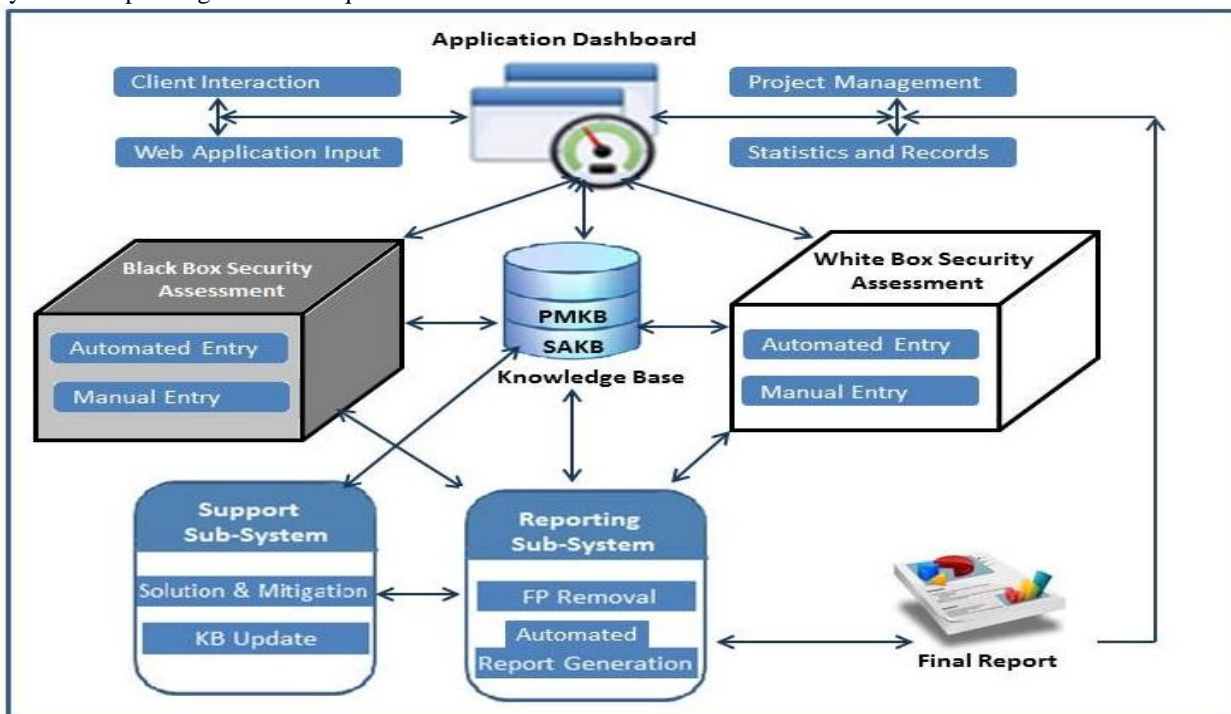 Application Dashboard
Client Interaction
Project Management
Web Application Input
Statistics and Records
Black Box Security
Assessment
White Box Security
Assessment
PMKB
SAKB
Knowledge Base
Automated Entry
Manual Entry
Automated Entry
Manual Entry
Support
Sub-System
Solution & Mitigation
KB Update
Reporting
Sub-System
FP Removal
Automated
Report Generation
Final Report